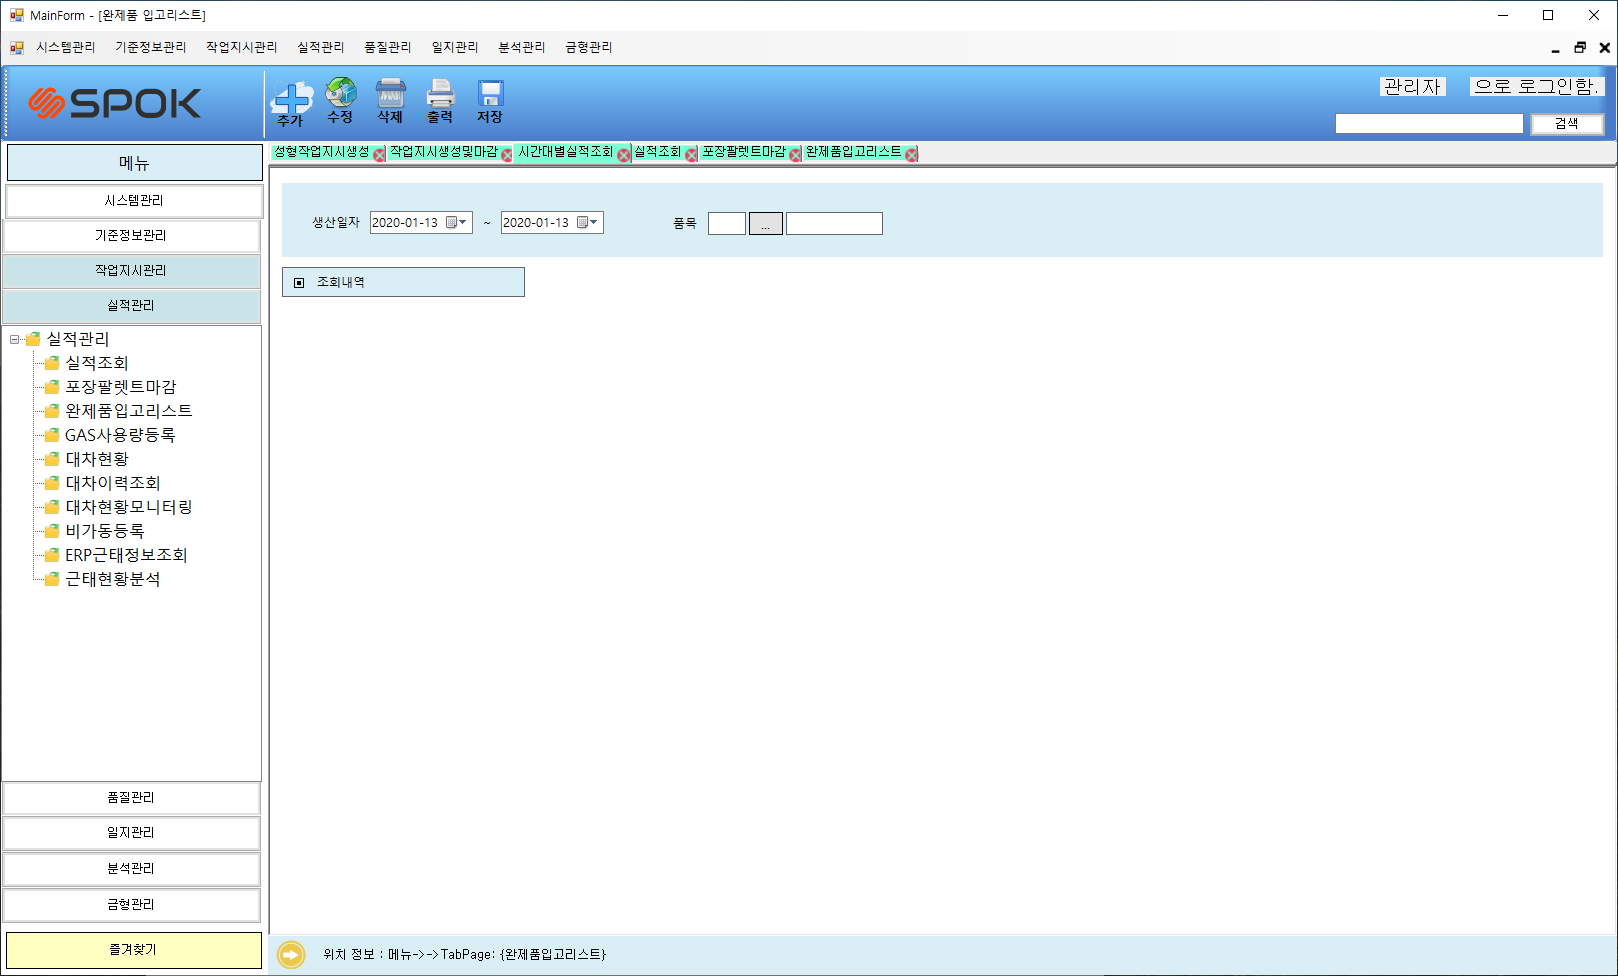 MainForm - [완제품 입고리스트]
시스템관리 기준정보관리 작업지시관리 실적관리 품질관리 일지관리 분석관리 금형관리
SPOK
추가 수정 삭제 출력 저장
관리자 으로 로그인함.
검색
메뉴
시스템관리
기준정보관리
작업지시관리
실적관리
실적관리
실적조회
포장팔렛트마감
완제품입고리스트
GAS사용량등록
대차현황
대차이력조회
대차현황모니터링
비가동등록
ERP근태정보조회
근태현황분석
품질관리
일지관리
분석관리
금형관리
즐겨찾기
성형작업지시생성 작업지시생성및마감 시간대별실적조회 실적조회 포장팔렛트마감 완제품입고리스트
생산일자 2020-01-13 ~ 2020-01-13 품목 ...
조회내역
위치 정보 : 메뉴->->TabPage: {완제품입고리스트}